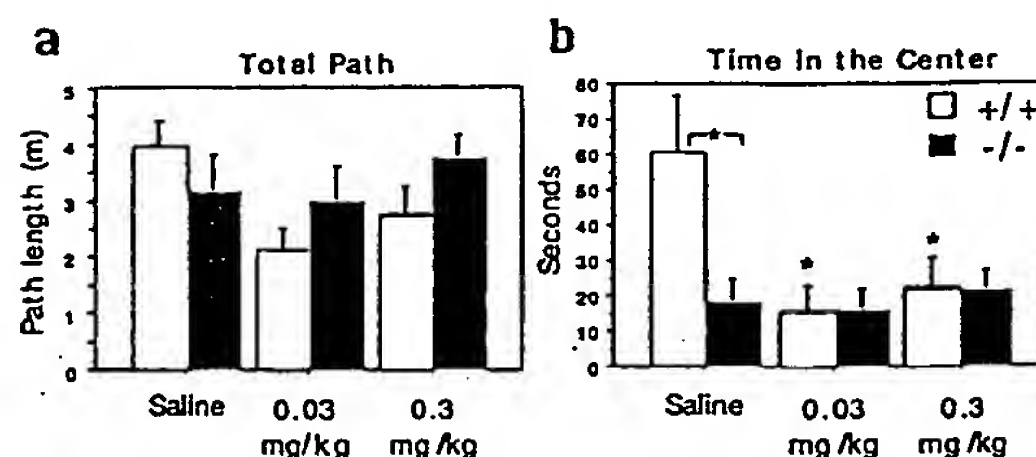 a
Total Path
Path length (m)
5
4
3
2
1
0
Saline
0.03
mg/kg
0.3
mg/kg
b
Time in the Center
Seconds
80
70
60
50
40
30
20
10
0
*
*
*
+/+
-/-
Saline
0.03
mg/kg
0.3
mg/kg